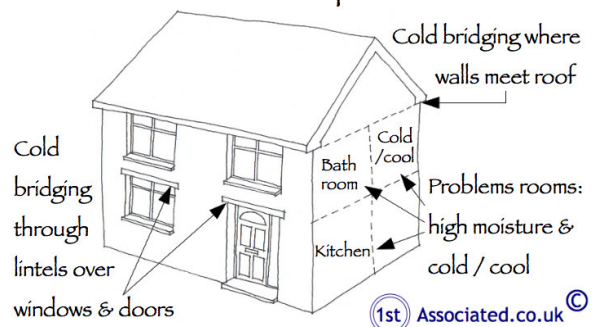 Cold bridging where
walls meet roof
Cold
/cool
Bath
room
Kitchen
Cold
bridging
through
lintels over
windows & doors
Problems rooms:
high moisture &
cold / cool
1st Associated.co.uk ©